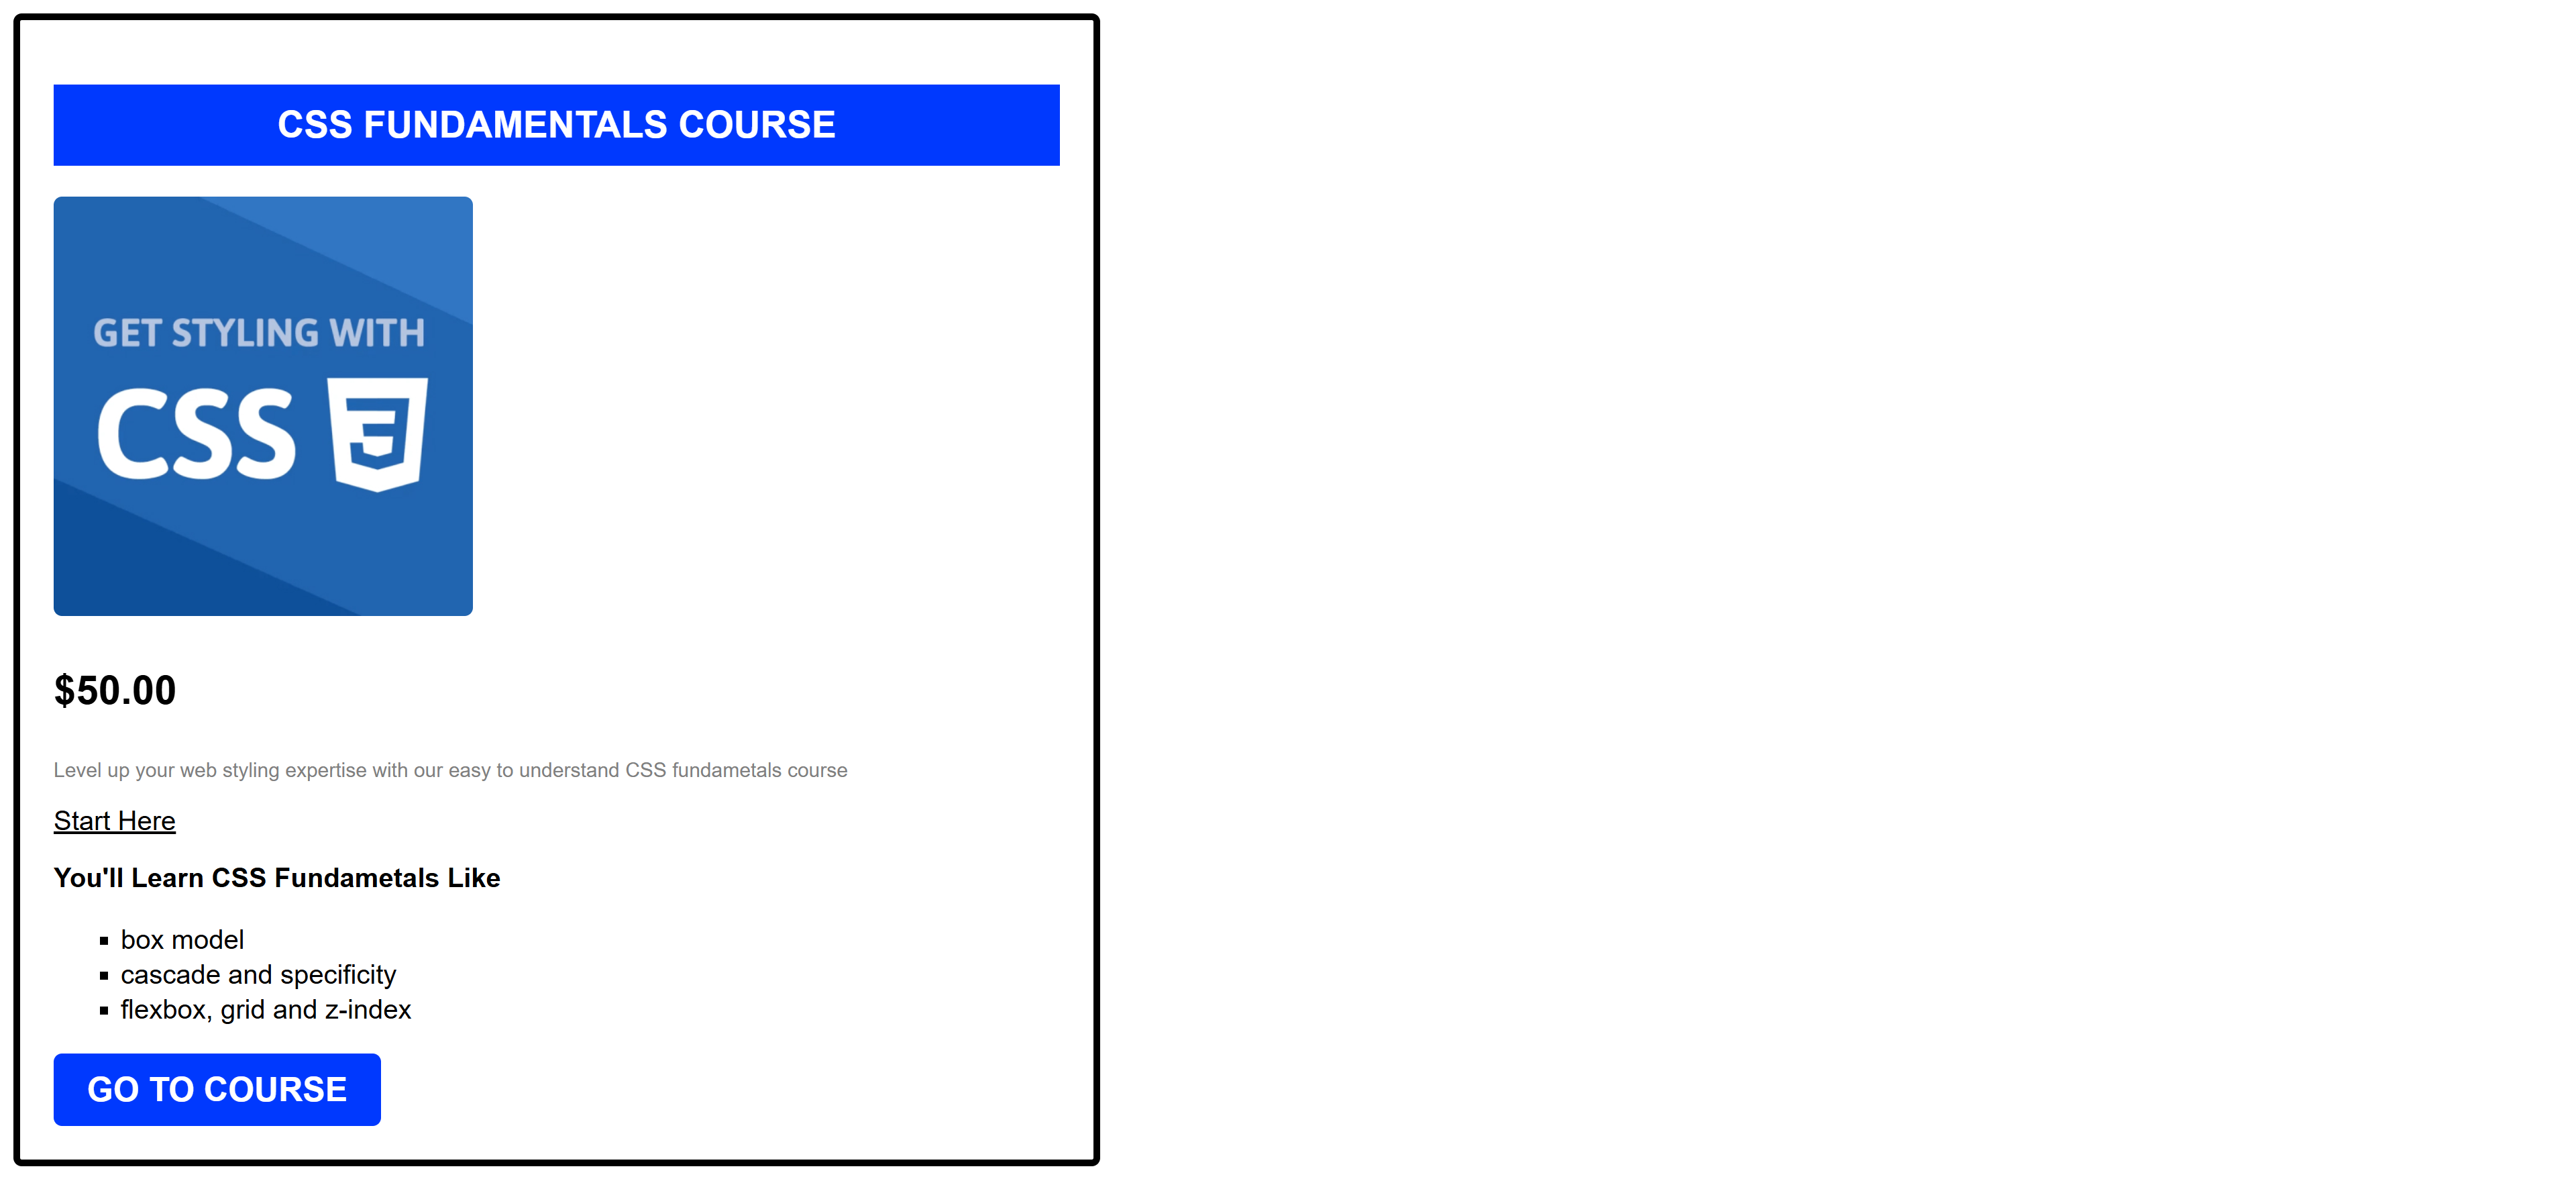 CSS FUNDAMENTALS COURSE
GET STYLING WITH
CSS 3
$50.00
Level up your web styling expertise with our easy to understand CSS fundametals course
Start Here
You'll Learn CSS Fundametals Like
box model
cascade and specificity
flexbox, grid and z-index
GO TO COURSE